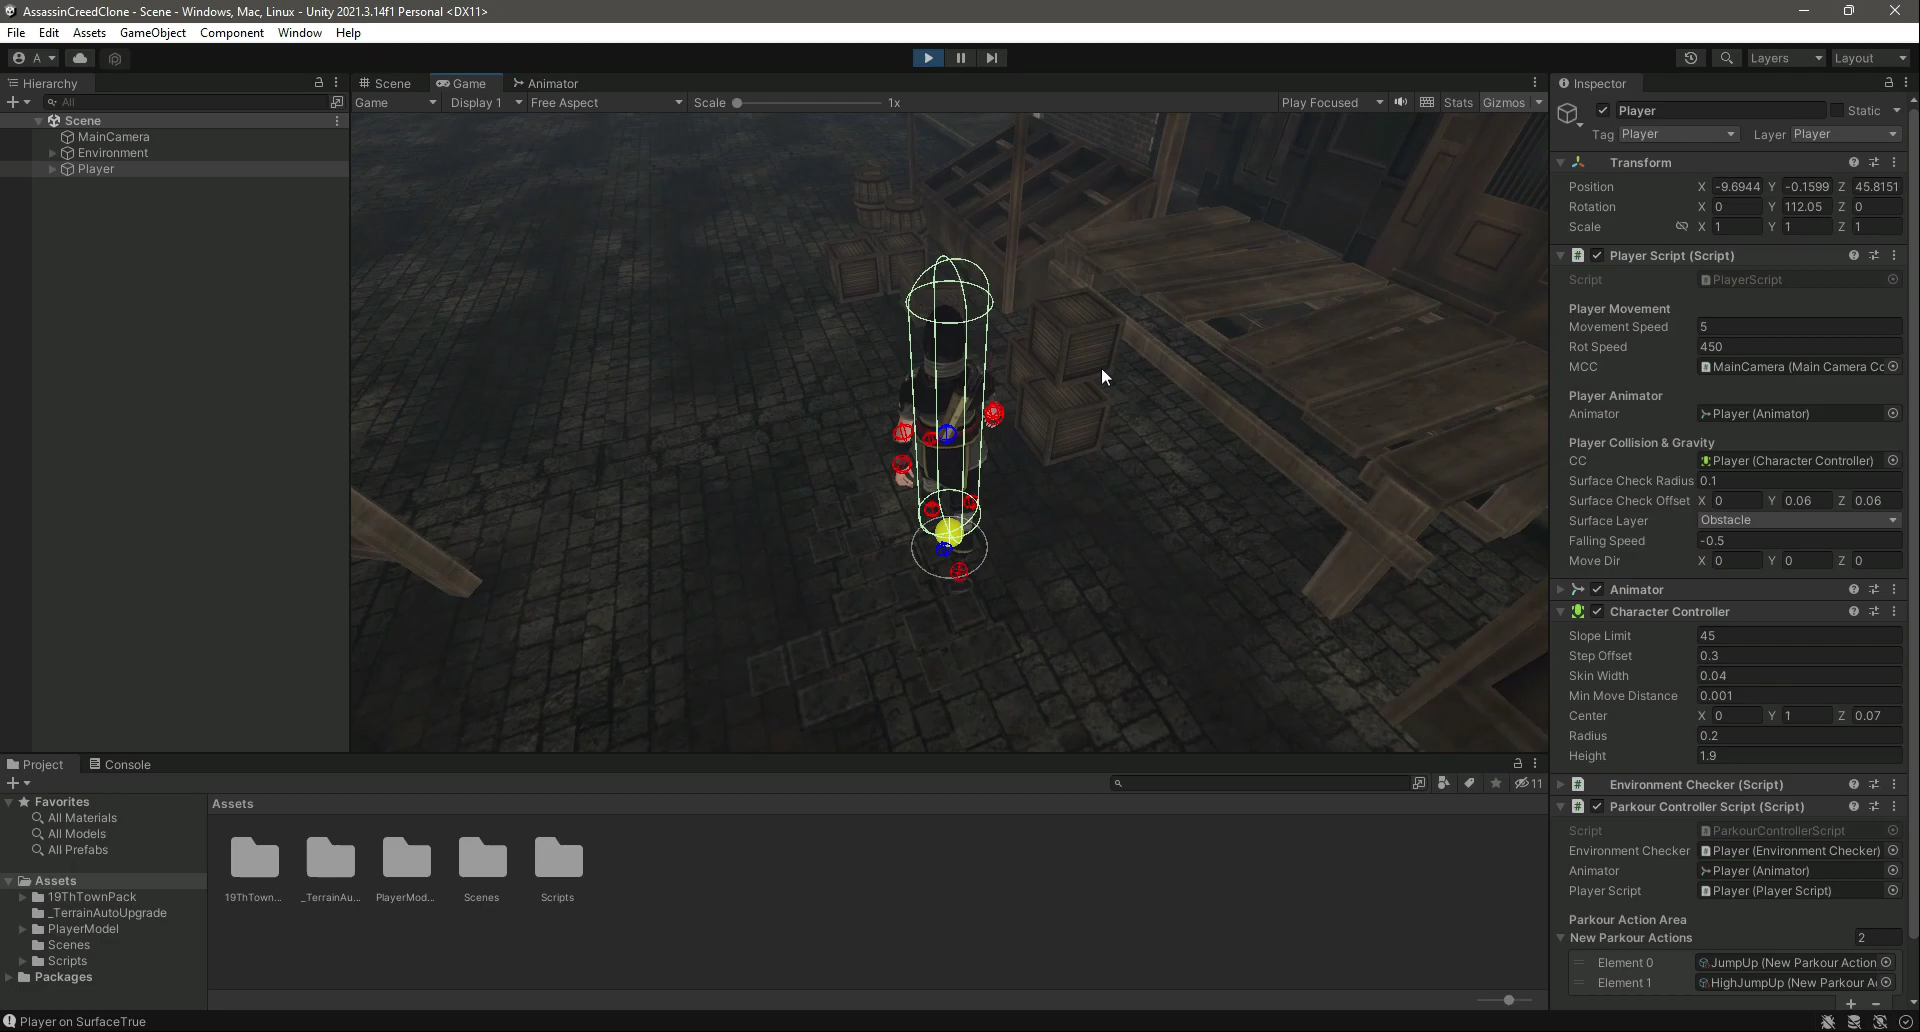 AssassinCreedClone - Scene - Windows, Mac, Linux - Unity 2021.3.14f1 Personal <DX11>
File Edit Assets GameObject Component Window Help
A
Layers Layout
Hierarchy
All
Scene
MainCamera
Environment
Player
Scene Game Animator
Game Display 1 Free Aspect Scale 1x Play Focused Stats Gizmos
Inspector
Player Static
Tag Player Layer Player
Transform
Position X -9.6944 Y -0.1599 Z 45.8151
Rotation X 0 Y 112.05 Z 0
Scale X 1 Y 1 Z 1
Player Script (Script)
Script PlayerScript
Player Movement
Movement Speed 5
Rot Speed 450
MCC MainCamera (Main Camera Cc
Player Animator
Animator Player (Animator)
Player Collision & Gravity
CC Player (Character Controller)
Surface Check Radius 0.1
Surface Check Offset X 0 Y 0.06 Z 0.06
Surface Layer Obstacle
Falling Speed -0.5
Move Dir X 0 Y 0 Z 0
Animator
Character Controller
Slope Limit 45
Step Offset 0.3
Skin Width 0.04
Min Move Distance 0.001
Center X 0 Y 1 Z 0.07
Radius 0.2
Height 1.9
Environment Checker (Script)
Parkour Controller Script (Script)
Script ParkourControllerScript
Environment Checker Player (Environment Checker)
Animator Player (Animator)
Player Script Player (Player Script)
Parkour Action Area
New Parkour Actions 2
Element 0 JumpUp (New Parkour Action
Element 1 HighJumpUp (New Parkour A
Project Console
11
Favorites
All Materials
All Models
All Prefabs
Assets
19ThTownPack
_TerrainAutoUpgrade
PlayerModel
Scenes
Scripts
Packages
Assets
19ThTown... _TerrainAu... PlayerMod... Scenes Scripts
Player on SurfaceTrue